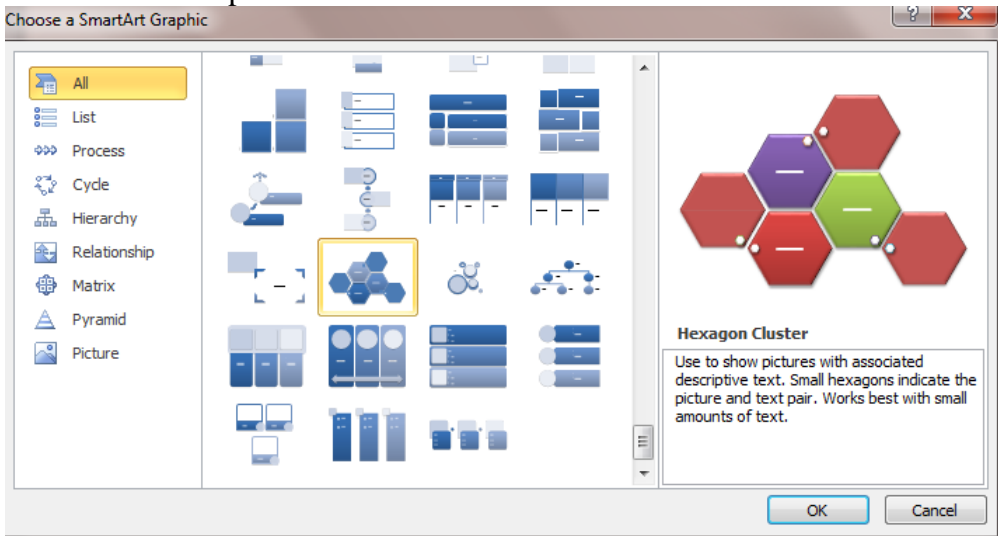 Choose a SmartArt Graphic
All
List
Process
Cycle
Hierarchy
Relationship
Matrix
Pyramid
Picture
Hexagon Cluster
Use to show pictures with associated
descriptive text. Small hexagons indicate the
picture and text pair. Works best with small
amounts of text.
OK
Cancel